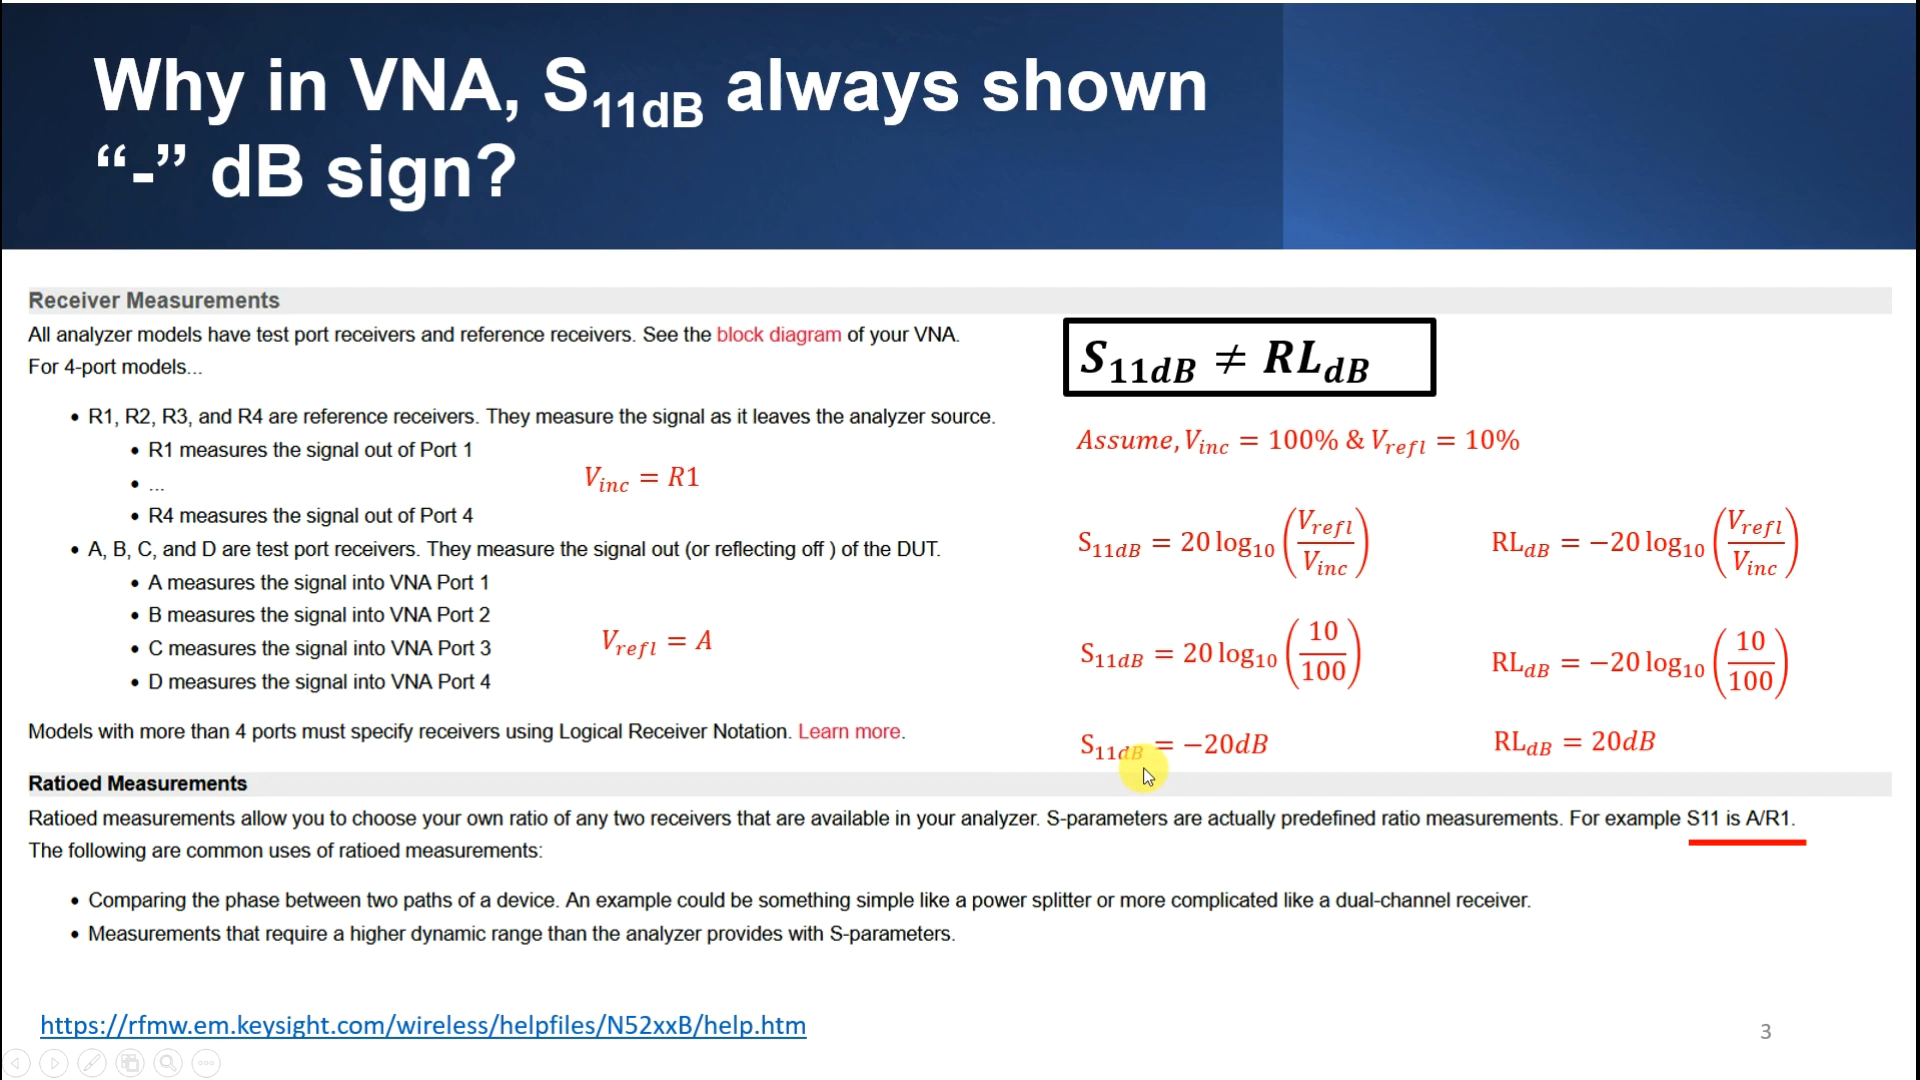 Why in VNA, S11dB always shown
“-” dB sign?
Receiver Measurements
All analyzer models have test port receivers and reference receivers. See the block diagram of your VNA.
For 4-port models...
• R1, R2, R3, and R4 are reference receivers. They measure the signal as it leaves the analyzer source.
• R1 measures the signal out of Port 1
• ...
• R4 measures the signal out of Port 4
Vinc = R1
• A, B, C, and D are test port receivers. They measure the signal out (or reflecting off ) of the DUT.
• A measures the signal into VNA Port 1
• B measures the signal into VNA Port 2
• C measures the signal into VNA Port 3
• D measures the signal into VNA Port 4
Vrefl = A
Models with more than 4 ports must specify receivers using Logical Receiver Notation. Learn more.
S11dB ≠ RLdB
Assume, Vinc = 100% & Vrefl = 10%
S11dB = 20 log10 (Vrefl/Vinc)
S11dB = 20 log10 (10/100)
S11dB = −20dB
RLdB = −20 log10 (Vrefl/Vinc)
RLdB = −20 log10 (10/100)
RLdB = 20dB
Ratioed Measurements
Ratioed measurements allow you to choose your own ratio of any two receivers that are available in your analyzer. S-parameters are actually predefined ratio measurements. For example S11 is A/R1.
The following are common uses of ratioed measurements:
• Comparing the phase between two paths of a device. An example could be something simple like a power splitter or more complicated like a dual-channel receiver.
• Measurements that require a higher dynamic range than the analyzer provides with S-parameters.
https://rfmw.em.keysight.com/wireless/helpfiles/N52xxB/help.htm
3